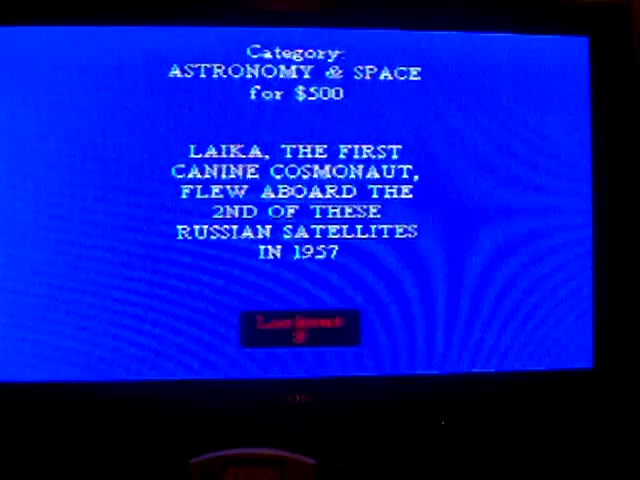 Category:
ASTRONOMY & SPACE
for $500
LAIKA, THE FIRST
CANINE COSMONAUT,
FLEW ABOARD THE
2ND OF THESE
RUSSIAN SATELLITES
IN 1957